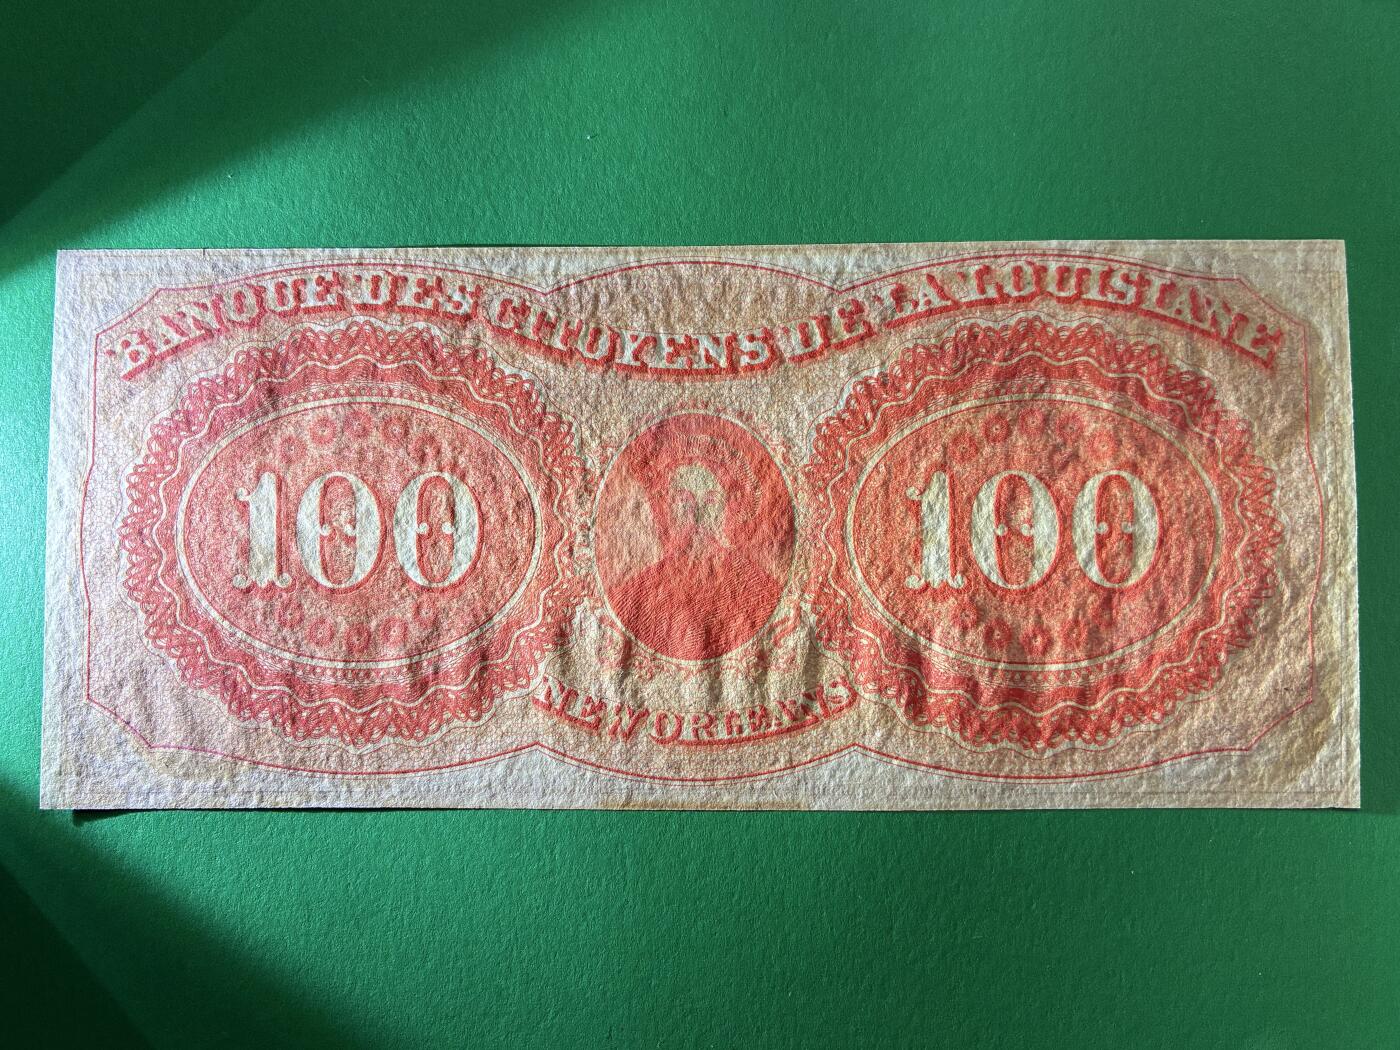 BANQUE DES CITOYENS DE LA LOUISIANE
100 100
NEW ORLEANS